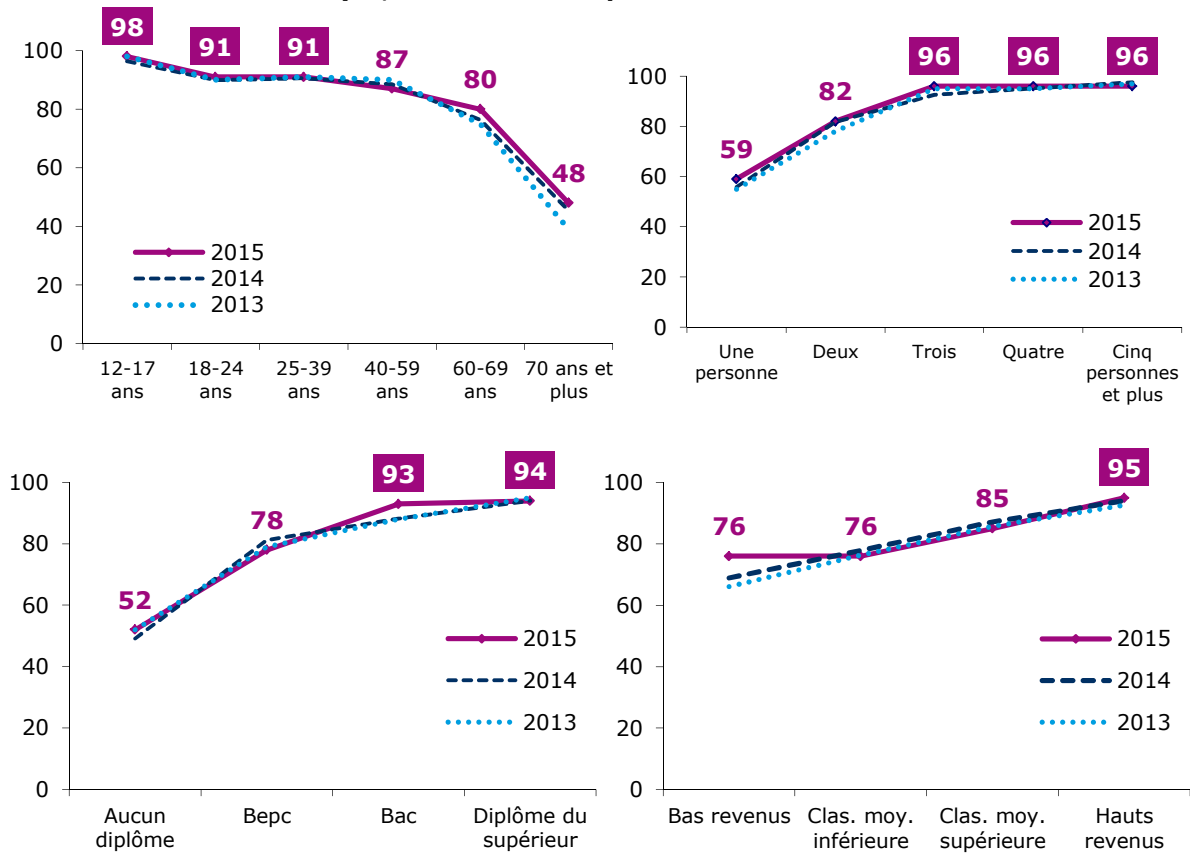 98
91
91
87
80
48
100
80
60
40
20
0
2015
2014
2013
12-17 ans
18-24 ans
25-39 ans
40-59 ans
60-69 ans
70 ans et plus
96
96
96
82
59
100
80
60
40
20
0
2015
2014
2013
Une personne
Deux
Trois
Quatre
Cinq personnes et plus
93
94
78
52
100
80
60
40
20
0
2015
2014
2013
Aucun diplôme
Bepc
Bac
Diplôme du supérieur
95
85
76
76
100
80
60
40
20
0
2015
2014
2013
Bas revenus
Clas. moy. inférieure
Clas. moy. supérieure
Hauts revenus